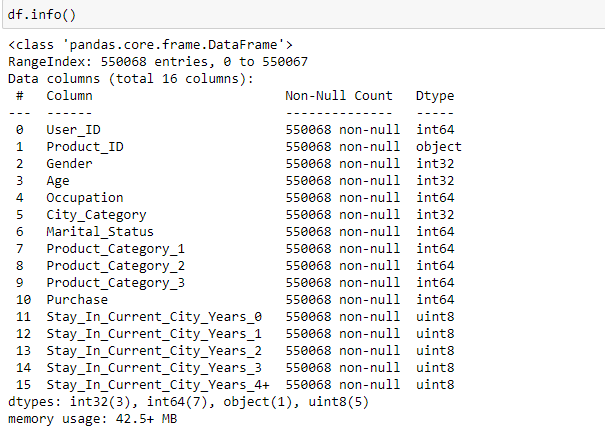 df.info()
<class 'pandas.core.frame.DataFrame'>
RangeIndex: 550068 entries, 0 to 550067
Data columns (total 16 columns):
 #   Column                      Non-Null Count   Dtype
---  ------                      --------------   -----
 0   User_ID                     550068 non-null  int64
 1   Product_ID                  550068 non-null  object
 2   Gender                      550068 non-null  int32
 3   Age                         550068 non-null  int32
 4   Occupation                  550068 non-null  int64
 5   City_Category               550068 non-null  int32
 6   Marital_Status              550068 non-null  int64
 7   Product_Category_1          550068 non-null  int64
 8   Product_Category_2          550068 non-null  int64
 9   Product_Category_3          550068 non-null  int64
 10  Purchase                    550068 non-null  int64
 11  Stay_In_Current_City_Years_0   550068 non-null  uint8
 12  Stay_In_Current_City_Years_1   550068 non-null  uint8
 13  Stay_In_Current_City_Years_2   550068 non-null  uint8
 14  Stay_In_Current_City_Years_3   550068 non-null  uint8
 15  Stay_In_Current_City_Years_4+  550068 non-null  uint8
dtypes: int32(3), int64(7), object(1), uint8(5)
memory usage: 42.5+ MB